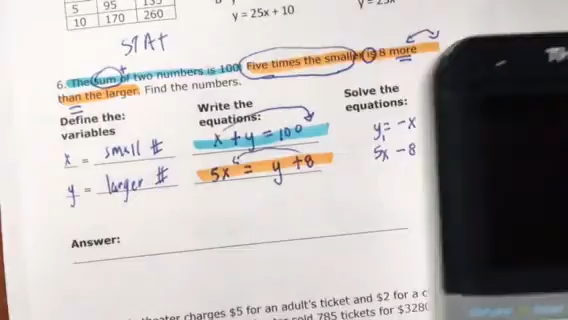 5 95 135
10 170 260
y = 25x + 10
STAT
6. The sum of two numbers is 100. Five times the smaller is 8 more
than the larger. Find the numbers.
Define the: Write the Solve the
variables equations: equations:
x = small # x + y = 100 y = -x
y = larger # 5x = y + 8 5x - 8
Answer:
charges $5 for an adult's ticket and $2 for a c
sold 785 tickets for $328